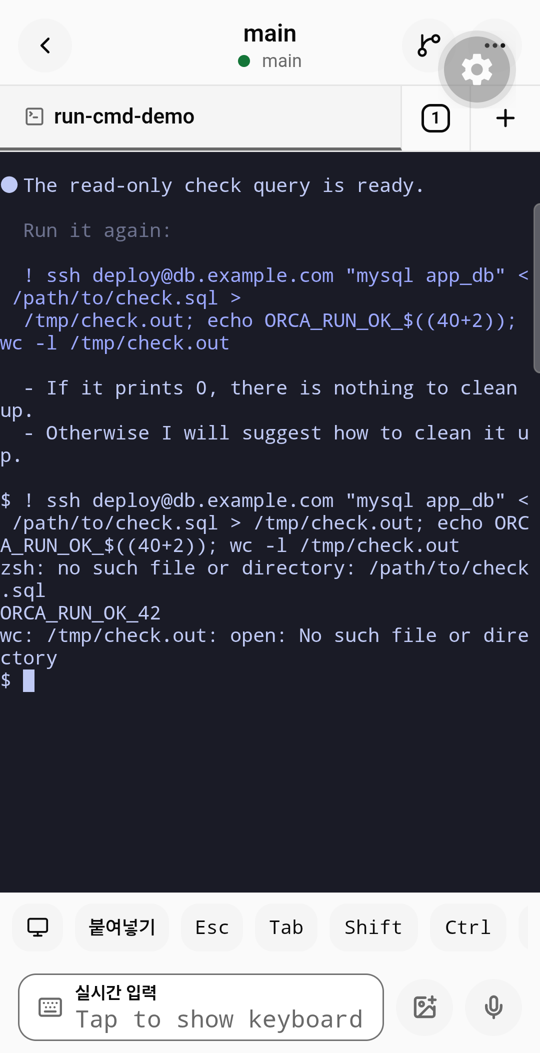 main
main
run-cmd-demo
1
The read-only check query is ready.
Run it again:
! ssh deploy@db.example.com "mysql app_db" <
/path/to/check.sql >
/tmp/check.out; echo ORCA_RUN_OK_$((40+2));
wc -l /tmp/check.out
- If it prints 0, there is nothing to clean
up.
- Otherwise I will suggest how to clean it u
p.
$ ! ssh deploy@db.example.com "mysql app_db" <
/path/to/check.sql > /tmp/check.out; echo ORC
A_RUN_OK_$((40+2)); wc -l /tmp/check.out
zsh: no such file or directory: /path/to/check
.sql
ORCA_RUN_OK_42
wc: /tmp/check.out: open: No such file or dire
ctory
$
붙여넣기 Esc Tab Shift Ctrl
실시간 입력
Tap to show keyboard